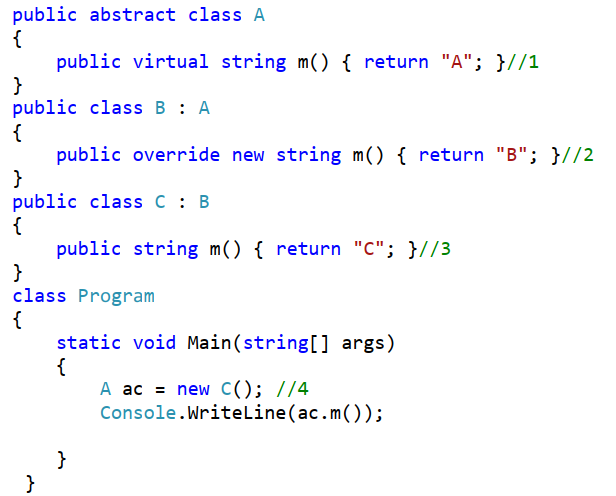 public abstract class A
{
    public virtual string m() { return "A"; }//1
}
public class B : A
{
    public override new string m() { return "B"; }//2
}
public class C : B
{
    public string m() { return "C"; }//3
}
class Program
{
    static void Main(string[] args)
    {
        A ac = new C(); //4
        Console.WriteLine(ac.m());
    }
}